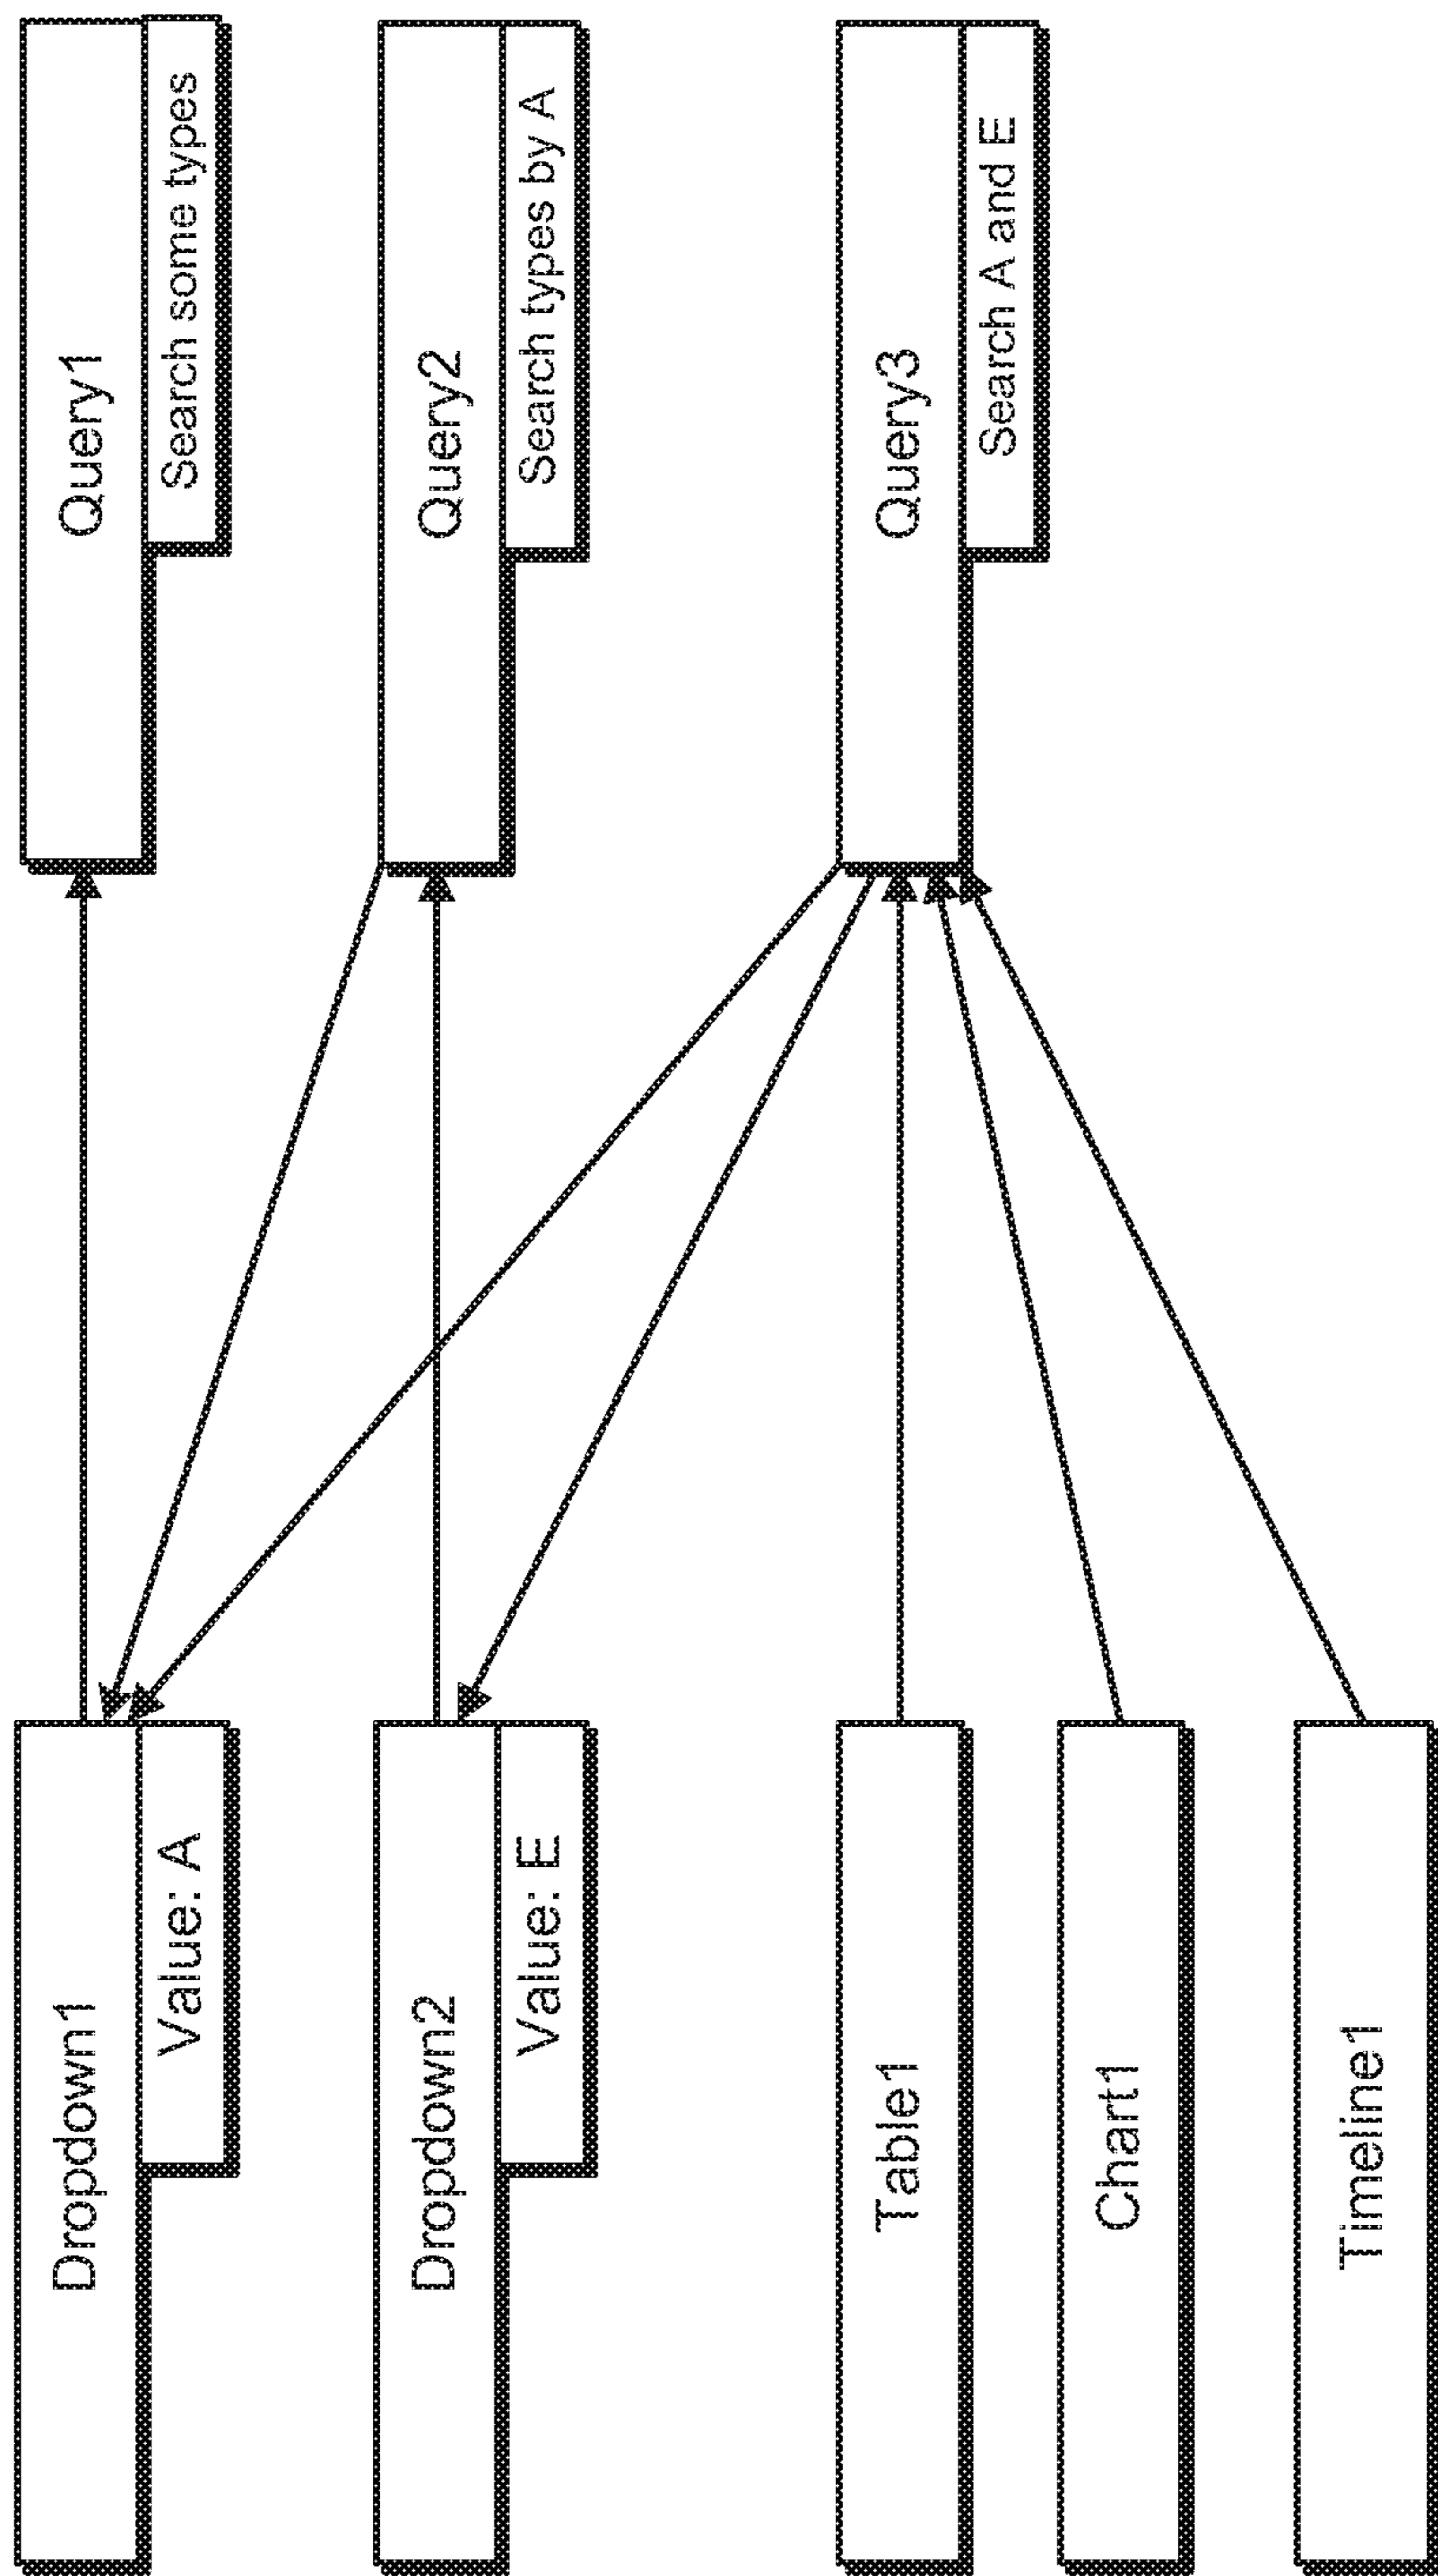 Dropdown1
Value: A
Query1
Search some types
Dropdown2
Value: E
Query2
Search types by A
Table1
Query3
Search A and E
Chart1
Timeline1